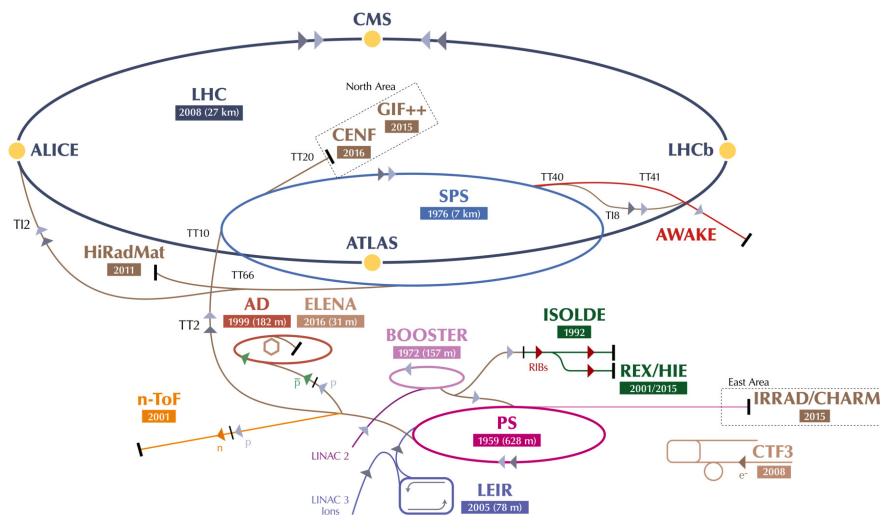 CMS
LHC
2008 (27 km)
North Area
GIF++
2015
CENF
2016
TT20
ALICE
LHCb
TT40
TT41
SPS
1976 (7 km)
TI8
TI2
TT10
ATLAS
AWAKE
HiRadMat
2011
TT66
AD
1999 (182 m)
ELENA
2016 (31 m)
TT2
BOOSTER
1972 (157 m)
ISOLDE
1992
RIBs
REX/HIE
2001/2015
p
p
East Area
IRRAD/CHARM
2015
n-ToF
2001
n
p
PS
1959 (628 m)
LINAC 2
CTF3
2008
e-
LINAC 3
Ions
LEIR
2005 (78 m)